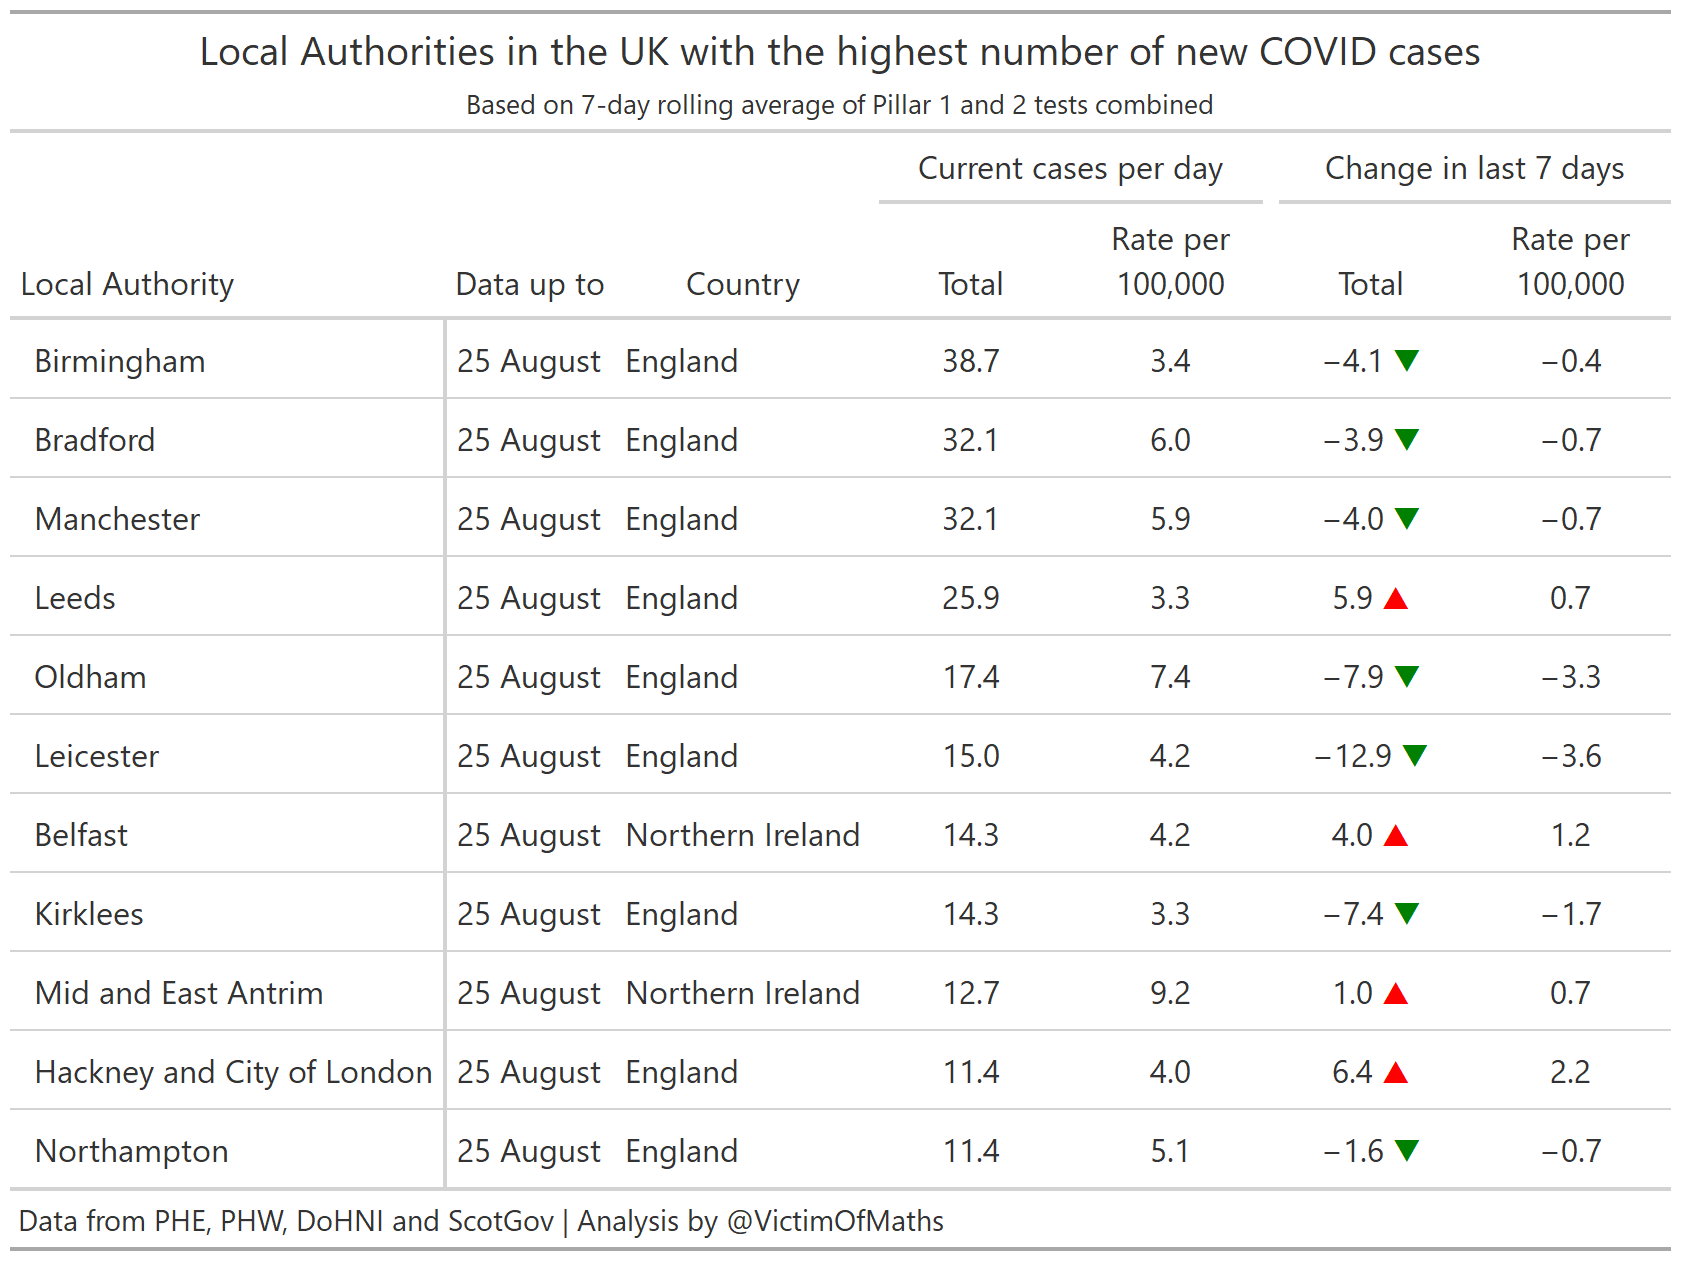 Local Authorities in the UK with the highest number of new COVID cases
Based on 7-day rolling average of Pillar 1 and 2 tests combined
Current cases per day Change in last 7 days
Rate per Rate per
Local Authority Data up to Country Total 100,000 Total 100,000
Birmingham 25 August England 38.7 3.4 −4.1 ▼ −0.4
Bradford 25 August England 32.1 6.0 −3.9 ▼ −0.7
Manchester 25 August England 32.1 5.9 −4.0 ▼ −0.7
Leeds 25 August England 25.9 3.3 5.9 ▲ 0.7
Oldham 25 August England 17.4 7.4 −7.9 ▼ −3.3
Leicester 25 August England 15.0 4.2 −12.9 ▼ −3.6
Belfast 25 August Northern Ireland 14.3 4.2 4.0 ▲ 1.2
Kirklees 25 August England 14.3 3.3 −7.4 ▼ −1.7
Mid and East Antrim 25 August Northern Ireland 12.7 9.2 1.0 ▲ 0.7
Hackney and City of London 25 August England 11.4 4.0 6.4 ▲ 2.2
Northampton 25 August England 11.4 5.1 −1.6 ▼ −0.7
Data from PHE, PHW, DoHNI and ScotGov | Analysis by @VictimOfMaths